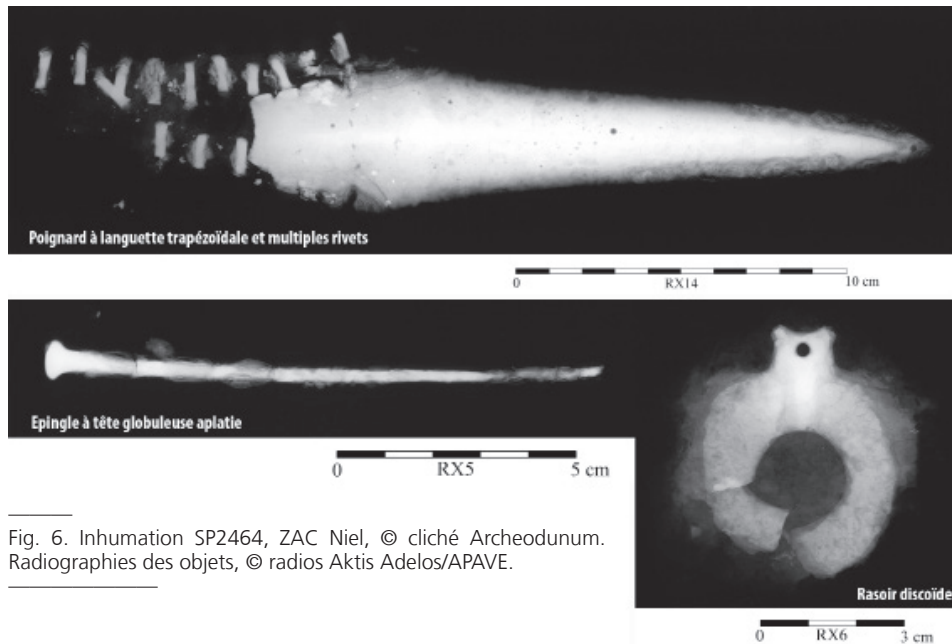 Poignard à languette trapézoïdale et multiples rivets
0 RX14 10 cm
Epingle à tête globuleuse aplatie
0 RX5 5 cm
Fig. 6. Inhumation SP2464, ZAC Niel, © cliché Archeodunum.
Radiographies des objets, © radios Aktis Adelos/APAVE.
Rasoir discoïde
0 RX6 3 cm